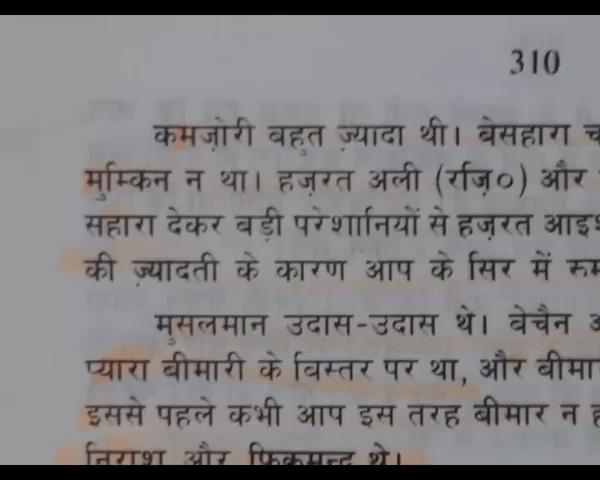 310
कमज़ोरी बहुत ज़्यादा थी। बेसहारा
मुम्किन न था। हज़रत अली (रज़ि०) और
सहारा देकर बड़ी परेशानियों से हज़रत
की ज़्यादती के कारण आप के सिर में
मुसलमान उदास-उदास थे। बेचैन
प्यारा बीमारी के बिस्तर पर था, और
इससे पहले कभी आप इस तरह बीमार न
निराश और फ़िक्रमन्द थे।